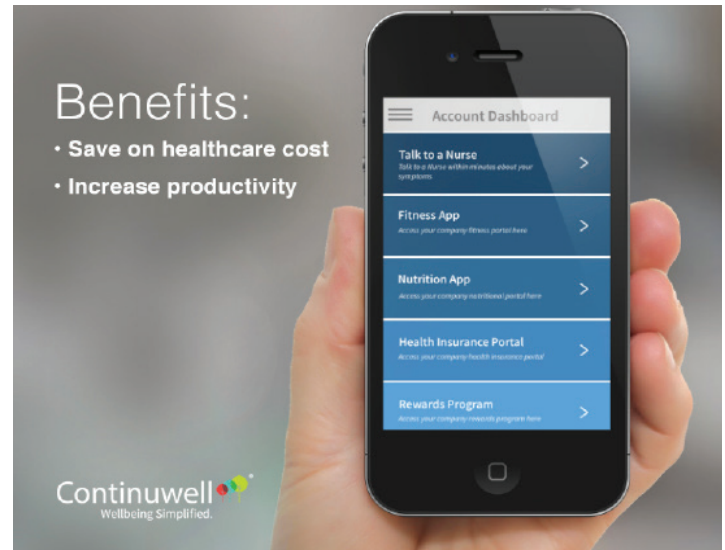 Benefits:
• Save on healthcare cost
• Increase productivity
Account Dashboard
Talk to a Nurse
Talk to a Nurse within minutes about your
symptoms
Fitness App
Access your company fitness portal here
Nutrition App
Access your company nutritional portal here
Health Insurance Portal
Access your company health insurance portal
Rewards Program
Access your company rewards program here
Continuwell
Wellbeing Simplified.